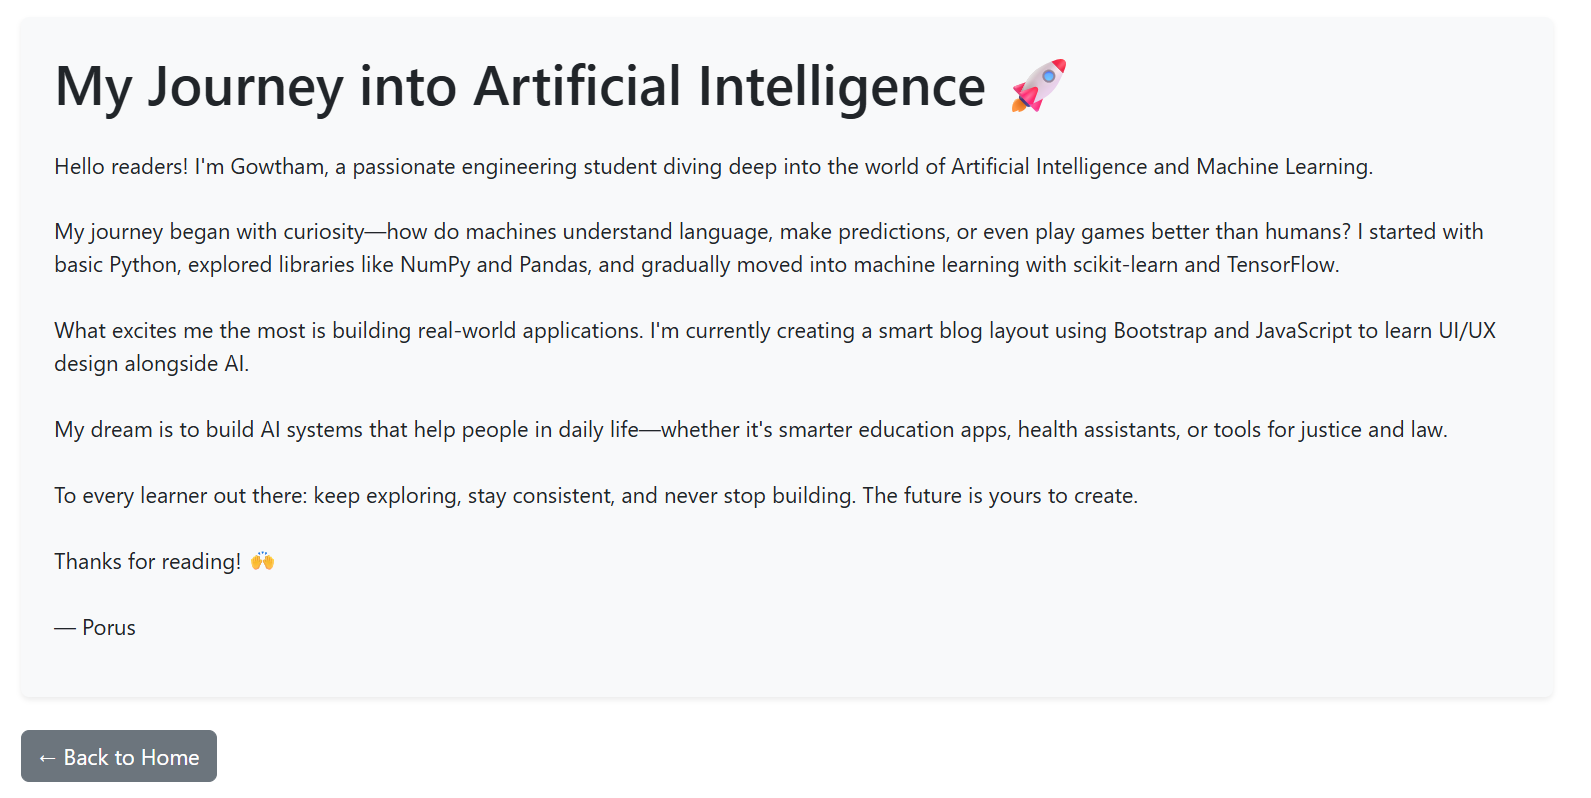 My Journey into Artificial Intelligence 🚀
Hello readers! I'm Gowtham, a passionate engineering student diving deep into the world of Artificial Intelligence and Machine Learning.
My journey began with curiosity—how do machines understand language, make predictions, or even play games better than humans? I started with
basic Python, explored libraries like NumPy and Pandas, and gradually moved into machine learning with scikit-learn and TensorFlow.
What excites me the most is building real-world applications. I'm currently creating a smart blog layout using Bootstrap and JavaScript to learn UI/UX
design alongside AI.
My dream is to build AI systems that help people in daily life—whether it's smarter education apps, health assistants, or tools for justice and law.
To every learner out there: keep exploring, stay consistent, and never stop building. The future is yours to create.
Thanks for reading! 🙌
— Porus
← Back to Home